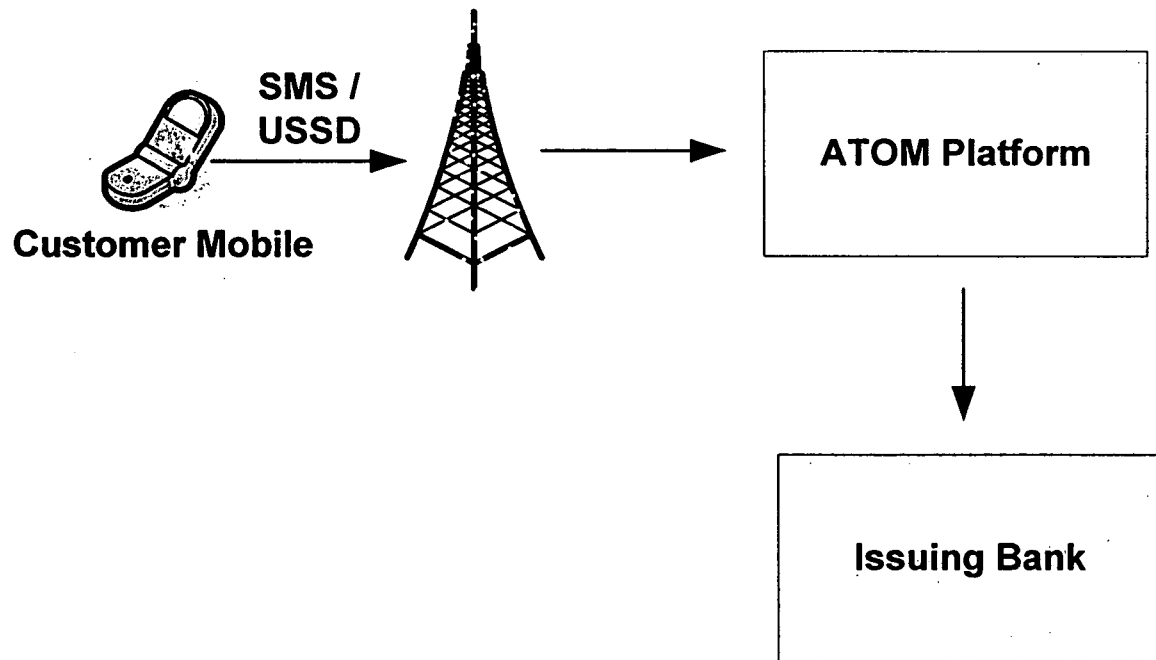 SMS /
USSD
ATOM Platform
Customer Mobile
Issuing Bank